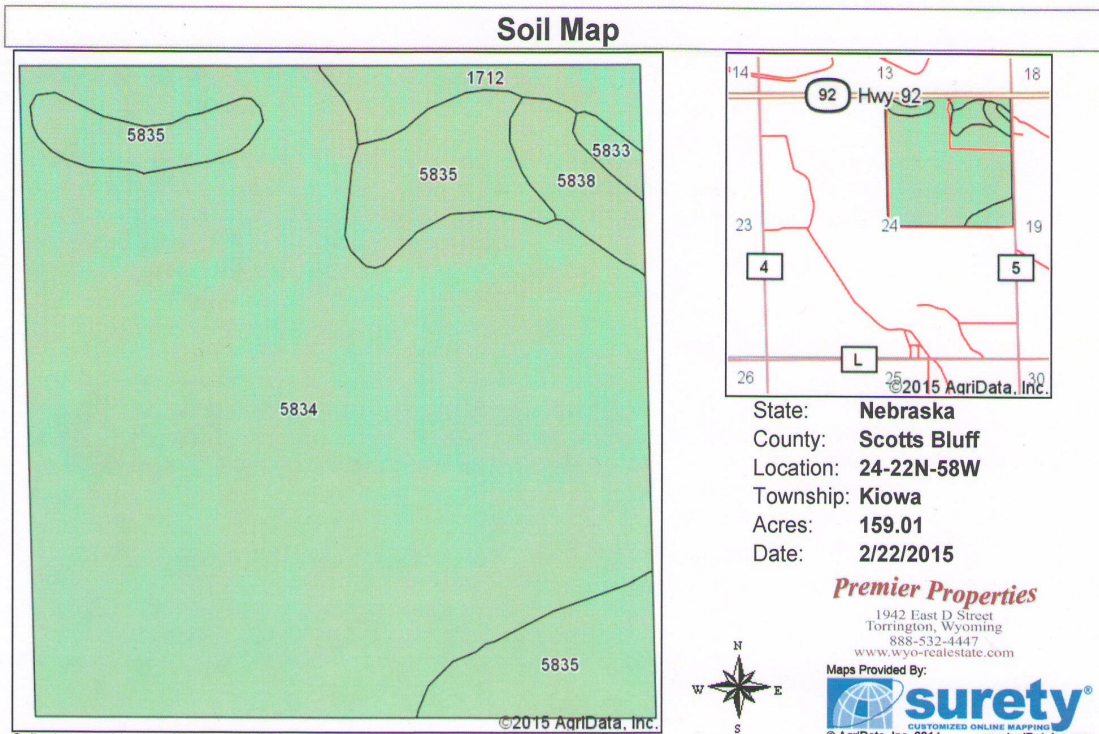 Soil Map
1712
5835
5833
5835
5838
5834
5835
©2015 AgriData, Inc.
14
13
18
92
Hwy 92
23
24
19
4
5
L
26
25
30
©2015 AgriData, Inc.
State: Nebraska
County: Scotts Bluff
Location: 24-22N-58W
Township: Kiowa
Acres: 159.01
Date: 2/22/2015
Premier Properties
1942 East D Street
Torrington, Wyoming
888-532-4447
www.wyo-realestate.com
N
W
E
S
Maps Provided By:
surety®
CUSTOMIZED ONLINE MAPPING